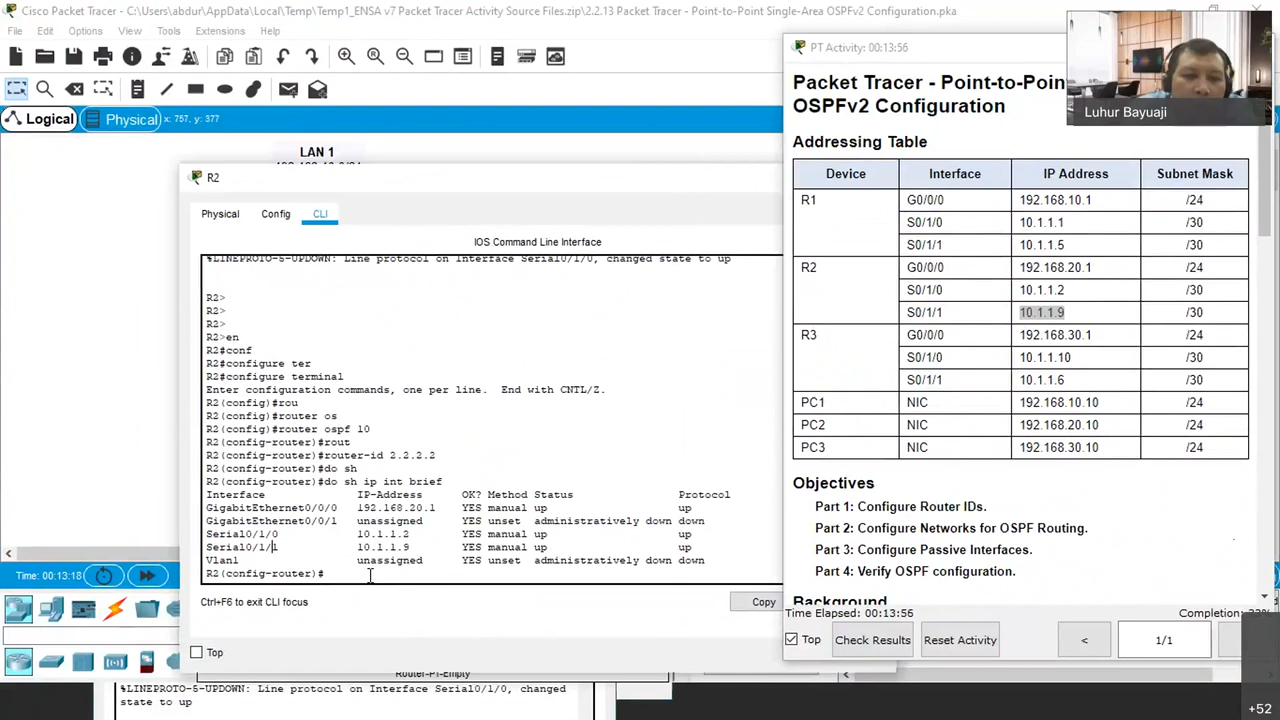 Cisco Packet Tracer - C:\Users\abdur\AppData\Local\Temp\Temp1_ENSA v7 Packet Tracer Activity Source Files.zip\2.2.13 Packet Tracer - Point-to-Point Single-Area OSPFv2 Configuration.pka
File Edit Options View Tools Extensions Help
Logical Physical x: 757, y: 377
LAN 1
R2
Physical Config CLI
IOS Command Line Interface
%LINEPROTO-5-UPDOWN: Line protocol on Interface Serial0/1/0, changed state to up
R2>
R2>
R2>
R2>en
R2#conf
R2#configure ter
R2#configure terminal
Enter configuration commands, one per line. End with CNTL/Z.
R2(config)#rou
R2(config)#router os
R2(config)#router ospf 10
R2(config-router)#rout
R2(config-router)#router-id 2.2.2.2
R2(config-router)#do sh
R2(config-router)#do sh ip int brief
Interface IP-Address OK? Method Status Protocol
GigabitEthernet0/0/0 192.168.20.1 YES manual up up
GigabitEthernet0/0/1 unassigned YES unset administratively down down
Serial0/1/0 10.1.1.2 YES manual up up
Serial0/1/1 10.1.1.9 YES manual up up
Vlan1 unassigned YES unset administratively down down
R2(config-router)#
Ctrl+F6 to exit CLI focus
Copy
Top
Time: 00:13:18
Router-PT-Empty
%LINEPROTO-5-UPDOWN: Line protocol on Interface Serial0/1/0, changed
state to up
PT Activity: 00:13:56
Luhur Bayuaji
Packet Tracer - Point-to-Poin
OSPFv2 Configuration
Addressing Table
Device Interface IP Address Subnet Mask
R1 G0/0/0 192.168.10.1 /24
S0/1/0 10.1.1.1 /30
S0/1/1 10.1.1.5 /30
R2 G0/0/0 192.168.20.1 /24
S0/1/0 10.1.1.2 /30
S0/1/1 10.1.1.9 /30
R3 G0/0/0 192.168.30.1 /24
S0/1/0 10.1.1.10 /30
S0/1/1 10.1.1.6 /30
PC1 NIC 192.168.10.10 /24
PC2 NIC 192.168.20.10 /24
PC3 NIC 192.168.30.10 /24
Objectives
Part 1: Configure Router IDs.
Part 2: Configure Networks for OSPF Routing.
Part 3: Configure Passive Interfaces.
Part 4: Verify OSPF configuration.
Background
Time Elapsed: 00:13:56 Completion:
Top Check Results Reset Activity < 1/1
+52